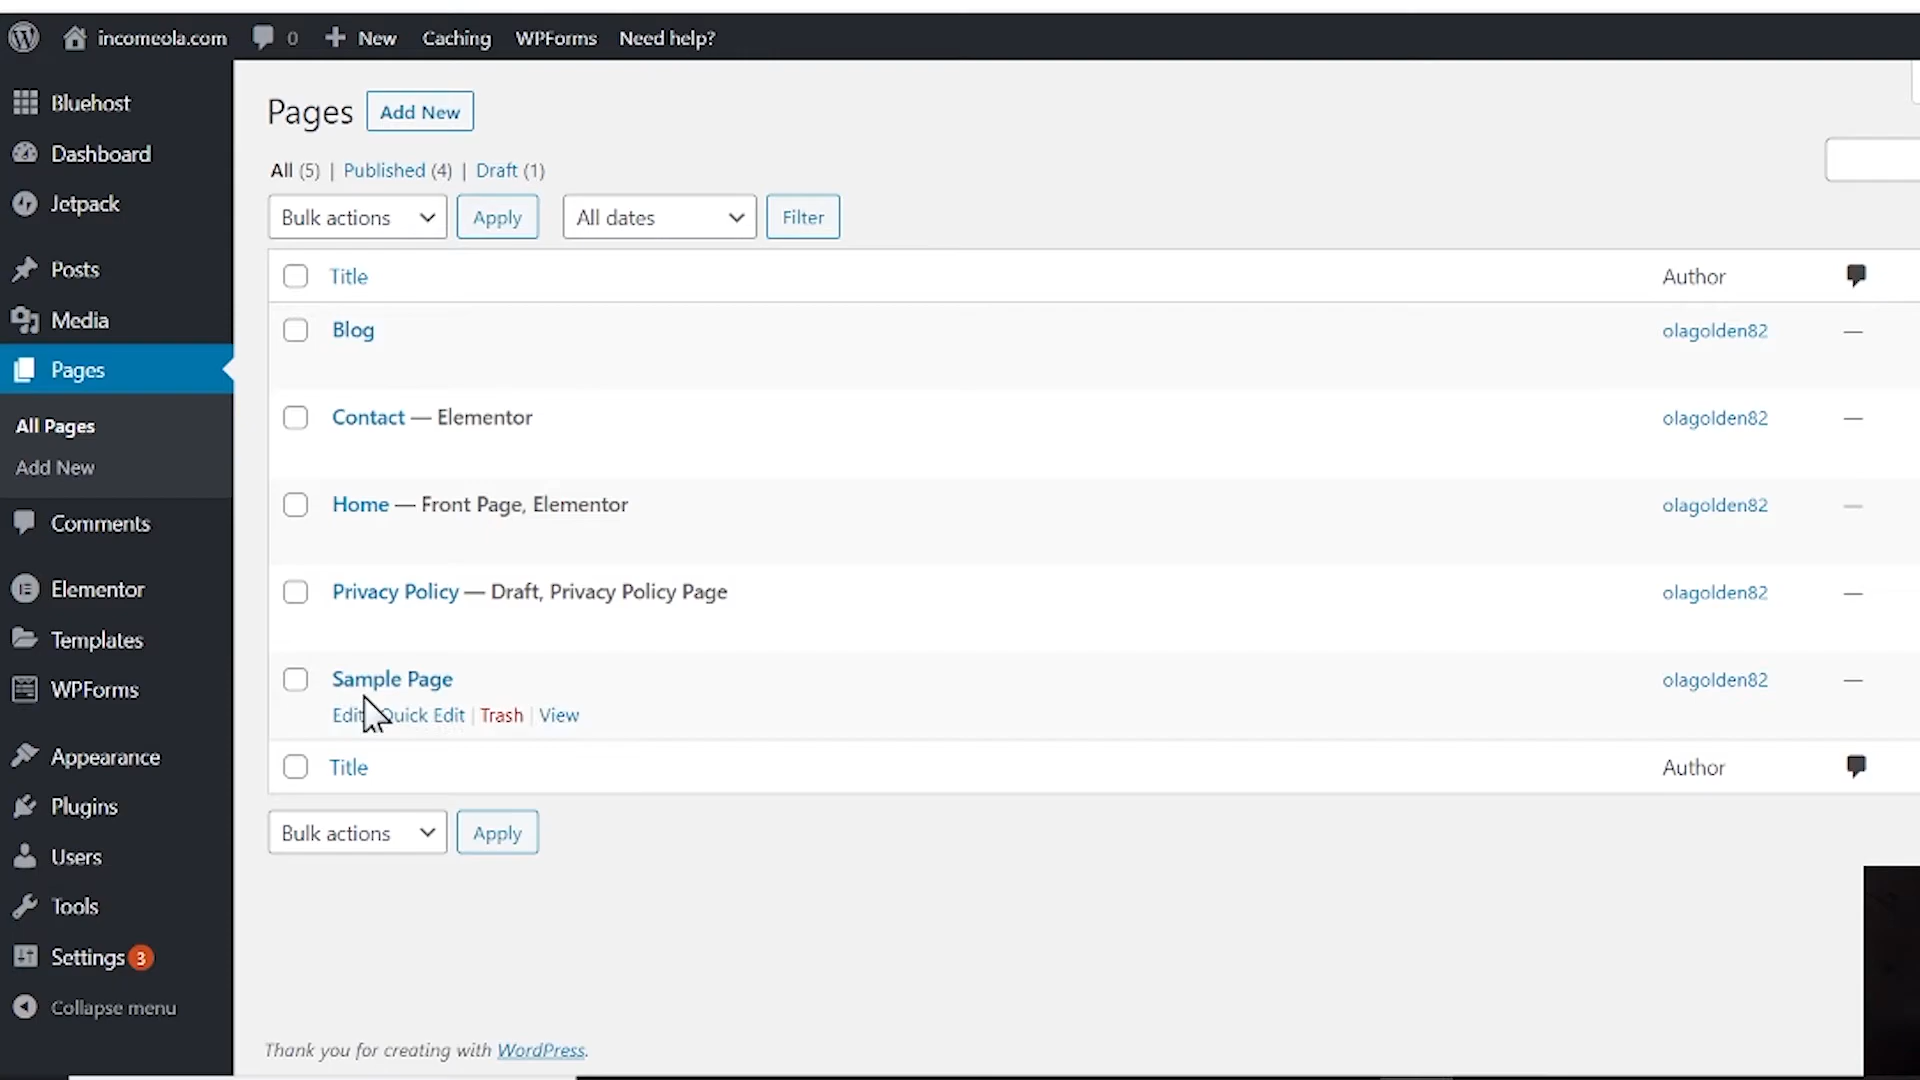 incomeola.com 0 New Caching WPForms Need help?
Bluehost
Dashboard
Jetpack
Posts
Media
Pages
All Pages
Add New
Comments
Elementor
Templates
WPForms
Appearance
Plugins
Users
Tools
Settings 3
Collapse menu
Pages Add New
All (5) | Published (4) | Draft (1)
Bulk actions Apply All dates Filter
Title Author
Blog olagolden82 —
Contact — Elementor olagolden82 —
Home — Front Page, Elementor olagolden82 —
Privacy Policy — Draft, Privacy Policy Page olagolden82 —
Sample Page olagolden82 —
Edit | Quick Edit | Trash | View
Title Author
Bulk actions Apply
Thank you for creating with WordPress.